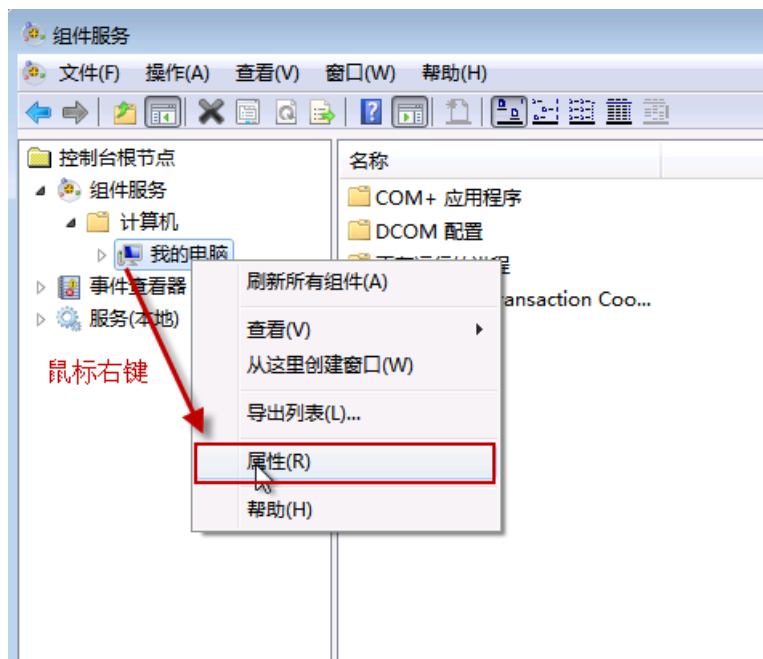 组件服务
文件(F) 操作(A) 查看(V) 窗口(W) 帮助(H)
控制台根节点
组件服务
计算机
我的电脑
事件查看器
服务(本地)
鼠标右键
名称
COM+ 应用程序
DCOM 配置
ansaction Coo...
刷新所有组件(A)
查看(V)
从这里创建窗口(W)
导出列表(L)...
属性(R)
帮助(H)